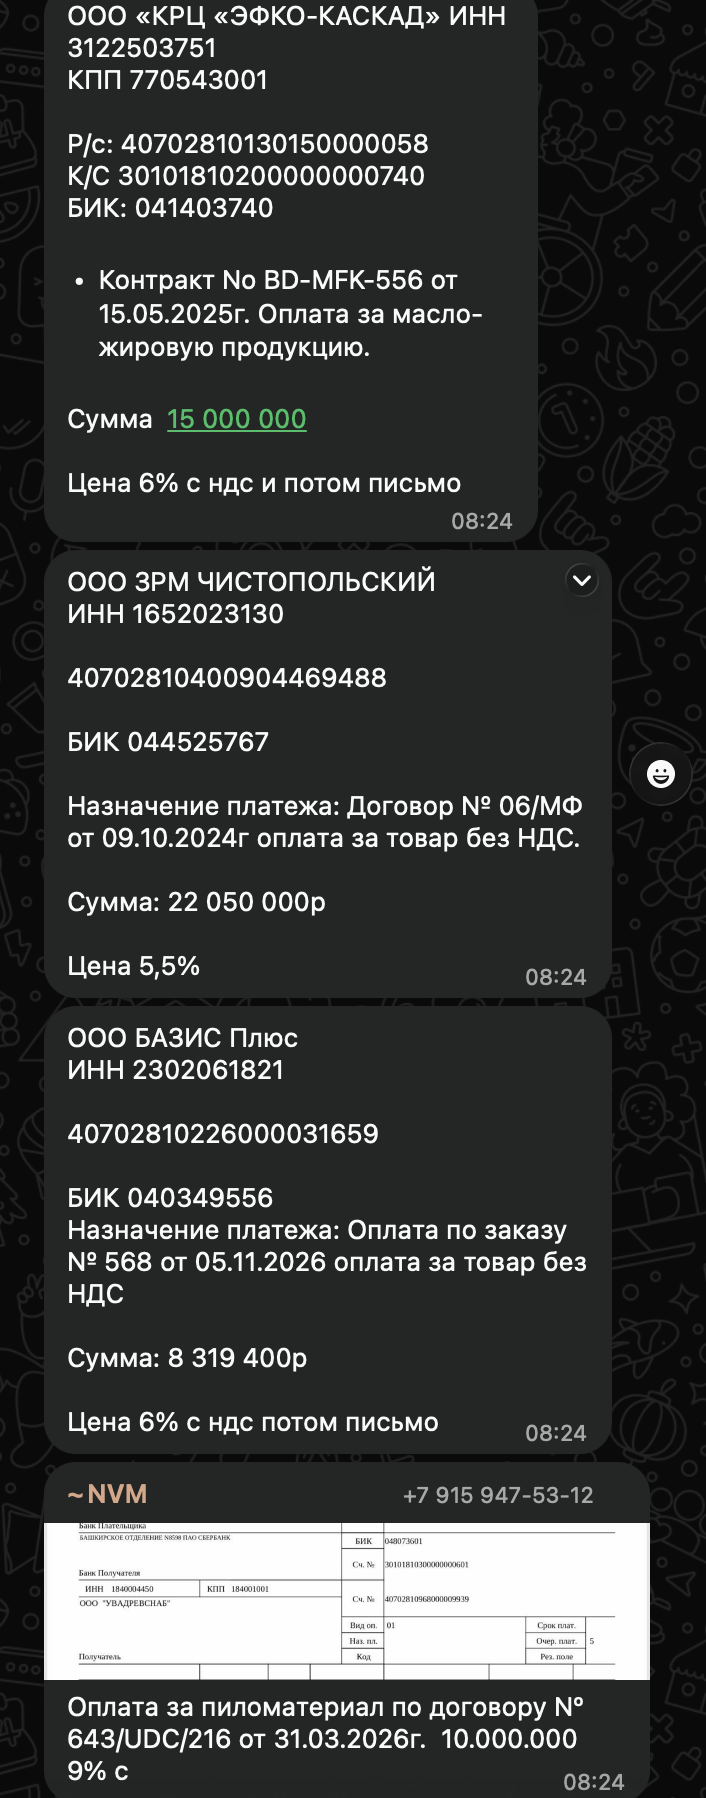 ООО «КРЦ «ЭФКО-КАСКАД» ИНН
3122503751
КПП 770543001
Р/с: 40702810130150000058
К/С 30101810200000000740
БИК: 041403740
• Контракт No BD-MFK-556 от
15.05.2025г. Оплата за масло-
жировую продукцию.
Сумма 15 000 000
Цена 6% с ндс и потом письмо
08:24
ООО ЗРМ ЧИСТОПОЛЬСКИЙ
ИНН 1652023130
40702810400904469488
БИК 044525767
Назначение платежа: Договор № 06/МФ
от 09.10.2024г оплата за товар без НДС.
Сумма: 22 050 000р
Цена 5,5%
08:24
ООО БАЗИС Плюс
ИНН 2302061821
40702810226000031659
БИК 040349556
Назначение платежа: Оплата по заказу
№ 568 от 05.11.2026 оплата за товар без
НДС
Сумма: 8 319 400р
Цена 6% с ндс потом письмо
08:24
~ NVM +7 915 947-53-12
Банк Плательщика
БАШКИРСКОЕ ОТДЕЛЕНИЕ N8598 ПАО СБЕРБАНК
БИК 048073601
Сч. № 30101810300000000601
Банк Получателя
ИНН 1840004450 КПП 184001001
Сч. № 40702810968000009939
ООО "УВАДРЕВСНАБ"
Вид оп. 01 Срок плат.
Наз. пл. Очер. плат. 5
Получатель Код Рез. поле
Оплата за пиломатериал по договору №
643/UDC/216 от 31.03.2026г. 10.000.000
9% с
08:24